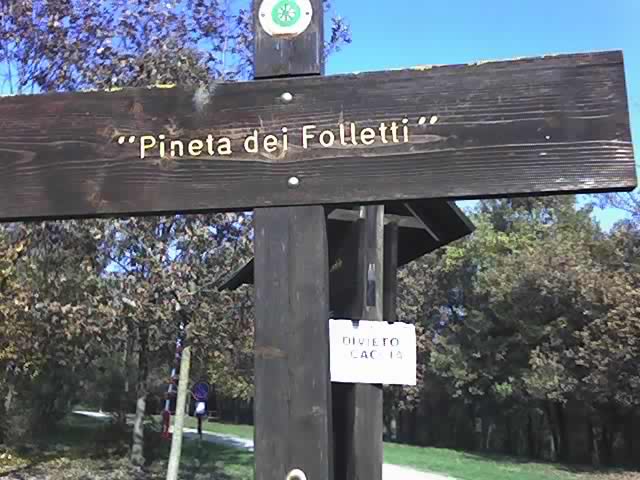 “Pineta dei Folletti”
DIVIETO
CACCIA